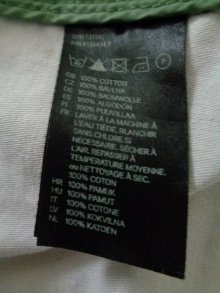 GB 100% COTTON
CZ 100% BAVLNA
DE 100% BAUMWOLLE
ES 100% ALGODÓN
FI 100% PUUVILLAA
FR LAVER À LA MACHINE À
L'EAU TIÈDE, BLANCHIR
SANS CHLORE SI
NÉCESSAIRE, SÉCHER À
L'AIR, REPASSER À
TEMPÉRATURE MOYENNE,
OU NETTOYAGE À SEC.
100% COTON
HR 100% PAMUK
HU 100% PAMUT
IT 100% COTONE
LV 100% KOKVILNA
NL 100% KATOEN